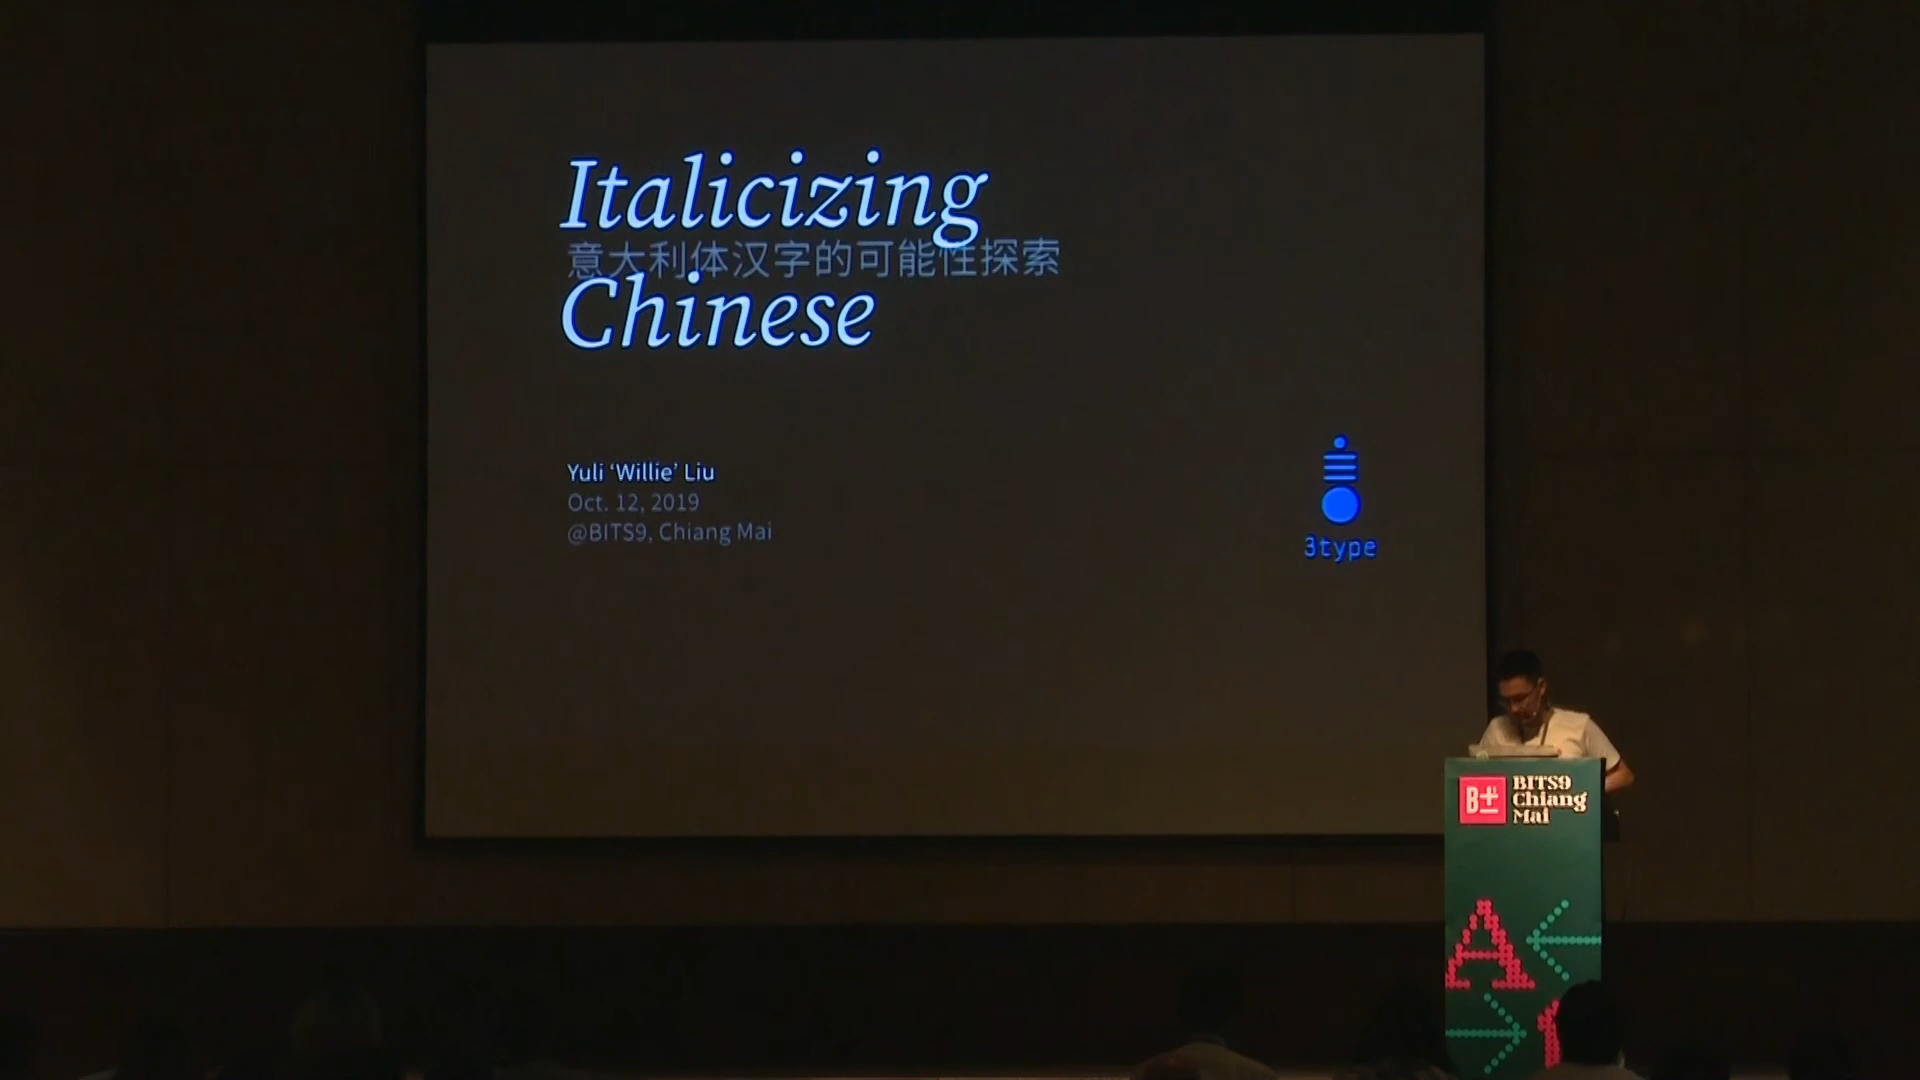 Italicizing
意大利体汉字的可能性探索
Chinese
Yuli ‘Willie’ Liu
Oct. 12, 2019
@BITS9, Chiang Mai
3type
B±
BITS9
Chiang
Mai
A